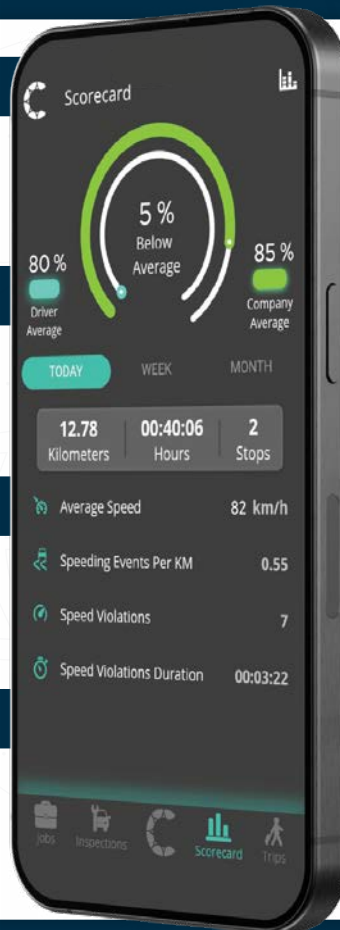 Scorecard
5 %
Below
Average
80 %
Driver
Average
85 %
Company
Average
TODAY WEEK MONTH
12.78 00:40:06 2
Kilometers Hours Stops
Average Speed 82 km/h
Speeding Events Per KM 0.55
Speed Violations 7
Speed Violations Duration 00:03:22
Jobs Inspections Scorecard Trips